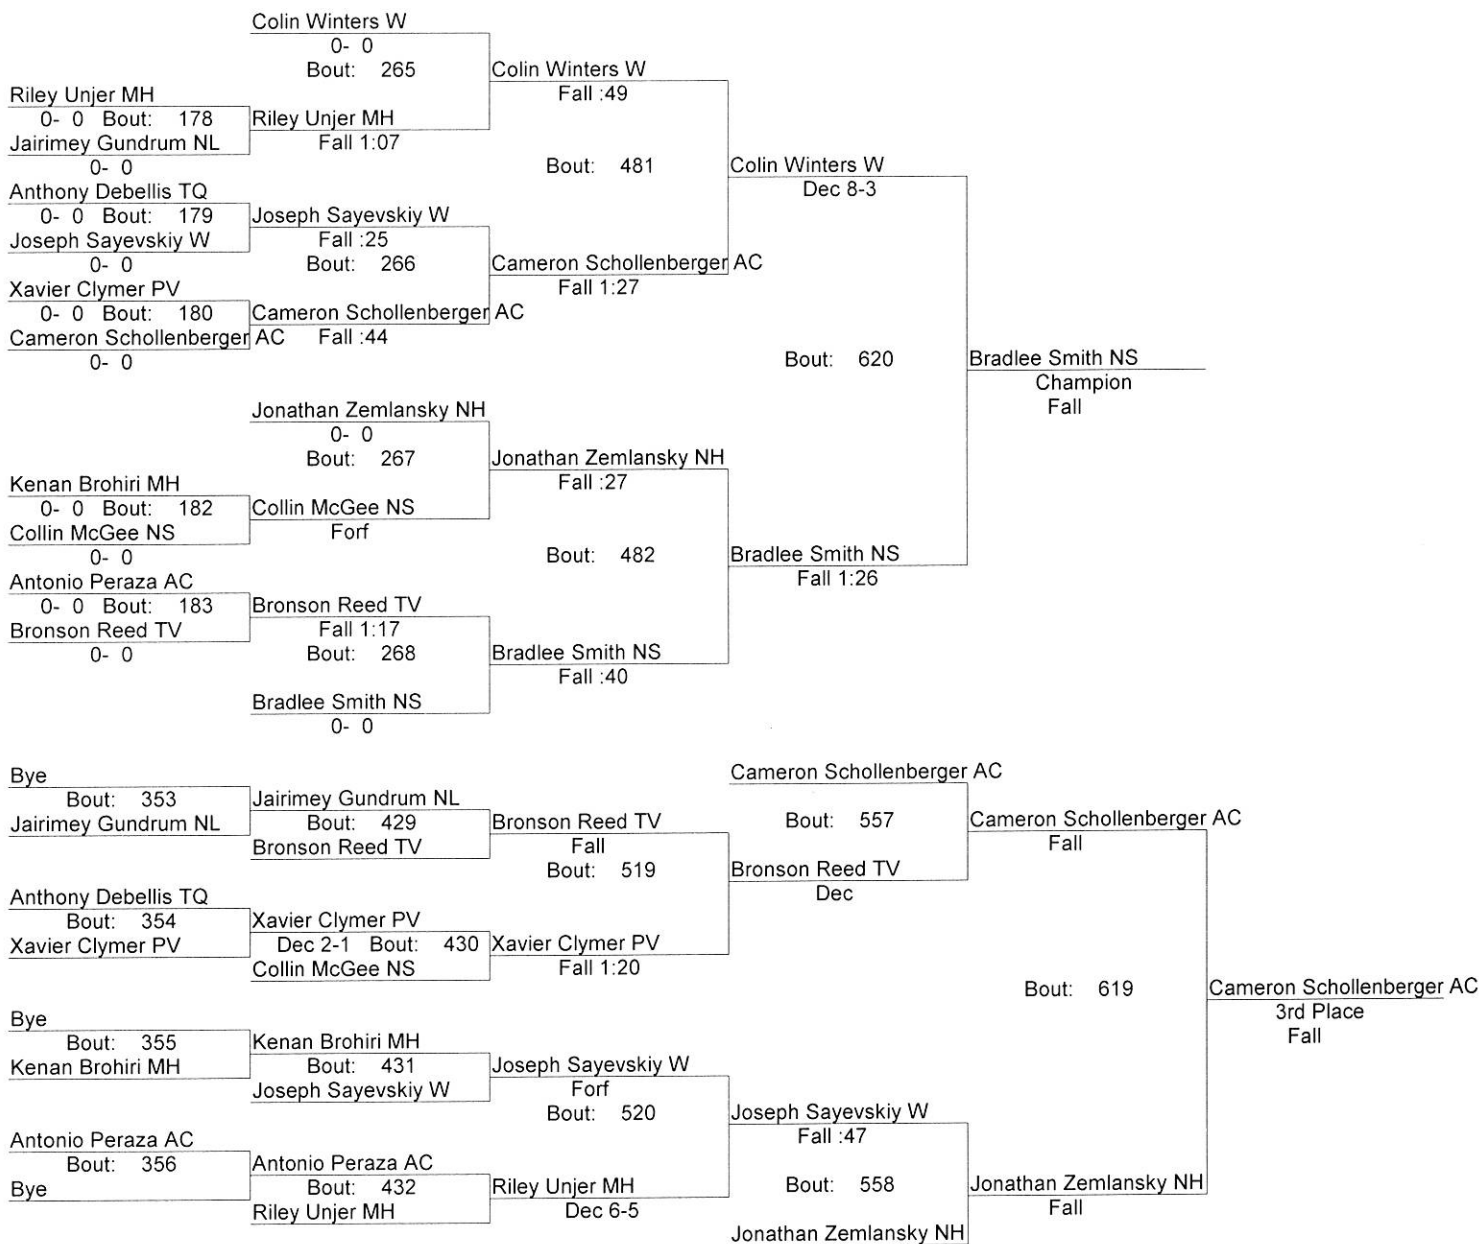 Colin Winters W
0- 0
Bout: 265
Colin Winters W
Fall :49
Riley Unjer MH
0- 0 Bout: 178
Riley Unjer MH
Jairimey Gundrum NL
Fall 1:07
0- 0
Bout: 481
Colin Winters W
Dec 8-3
Anthony Debellis TQ
0- 0 Bout: 179
Joseph Sayevskiy W
Joseph Sayevskiy W
Fall :25
0- 0
Bout: 266
Cameron Schollenberger AC
Fall 1:27
Xavier Clymer PV
0- 0 Bout: 180
Cameron Schollenberger AC
Cameron Schollenberger AC
Fall :44
0- 0
Bout: 620
Bradlee Smith NS
Champion
Fall
Jonathan Zemlansky NH
0- 0
Bout: 267
Jonathan Zemlansky NH
Fall :27
Kenan Brohiri MH
0- 0 Bout: 182
Collin McGee NS
Collin McGee NS
Forf
0- 0
Bout: 482
Bradlee Smith NS
Fall 1:26
Antonio Peraza AC
0- 0 Bout: 183
Bronson Reed TV
Bronson Reed TV
Fall 1:17
0- 0
Bout: 268
Bradlee Smith NS
Fall :40
Bradlee Smith NS
0- 0
Bye
Bout: 353
Jairimey Gundrum NL
Jairimey Gundrum NL
Bout: 429
Bronson Reed TV
Bronson Reed TV
Fall
Bout: 519
Cameron Schollenberger AC
Bout: 557
Cameron Schollenberger AC
Fall
Bronson Reed TV
Dec
Anthony Debellis TQ
Bout: 354
Xavier Clymer PV
Xavier Clymer PV
Dec 2-1 Bout: 430
Collin McGee NS
Xavier Clymer PV
Fall 1:20
Bout: 619
Cameron Schollenberger AC
3rd Place
Fall
Bye
Bout: 355
Kenan Brohiri MH
Kenan Brohiri MH
Bout: 431
Joseph Sayevskiy W
Joseph Sayevskiy W
Forf
Bout: 520
Joseph Sayevskiy W
Fall :47
Antonio Peraza AC
Bout: 356
Bye
Antonio Peraza AC
Bout: 432
Riley Unjer MH
Riley Unjer MH
Dec 6-5
Bout: 558
Jonathan Zemlansky NH
Fall
Jonathan Zemlansky NH